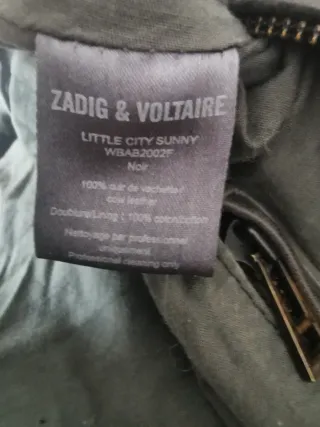 ZADIG & VOLTAIRE
LITTLE CITY SUNNY
WBAB2002F
Noir
100% cuir de vachette/
cow leather
Doublure/Lining : 100% coton/cotton
Nettoyage par professionnel
uniquement
Professional cleaning only